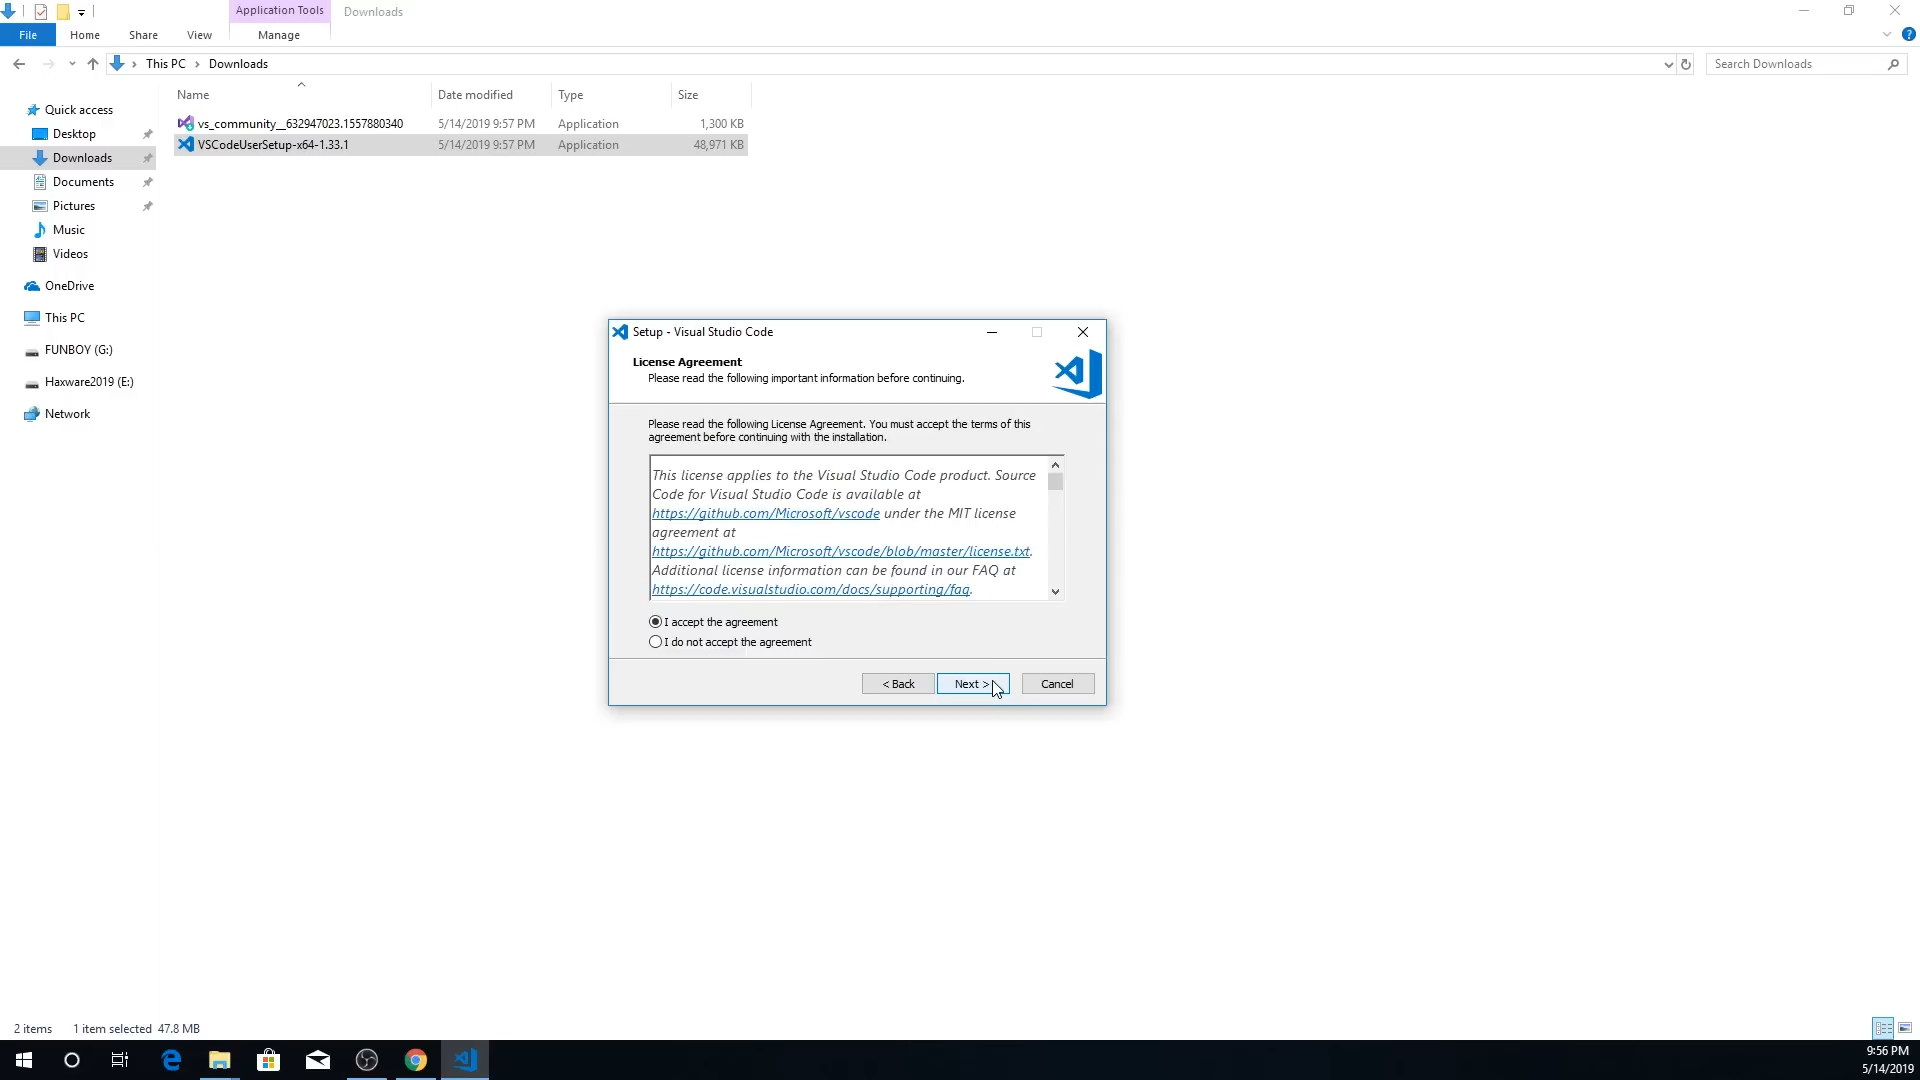 Application Tools
Downloads
File
Home
Share
View
Manage
This PC
Downloads
Search Downloads
Name
Date modified
Type
Size
Quick access
vs_community__632947023.1557880340
5/14/2019 9:57 PM
Application
1,300 KB
Desktop
VSCodeUserSetup-x64-1.33.1
5/14/2019 9:57 PM
Application
48,971 KB
Downloads
Documents
Pictures
Music
Videos
OneDrive
This PC
FUNBOY (G:)
Haxware2019 (E:)
Network
Setup - Visual Studio Code
License Agreement
Please read the following important information before continuing.
Please read the following License Agreement. You must accept the terms of this
agreement before continuing with the installation.
This license applies to the Visual Studio Code product. Source
Code for Visual Studio Code is available at
https://github.com/Microsoft/vscode under the MIT license
agreement at
https://github.com/Microsoft/vscode/blob/master/license.txt.
Additional license information can be found in our FAQ at
https://code.visualstudio.com/docs/supporting/faq.
I accept the agreement
I do not accept the agreement
< Back
Next >
Cancel
2 items
1 item selected 47.8 MB
9:56 PM
5/14/2019